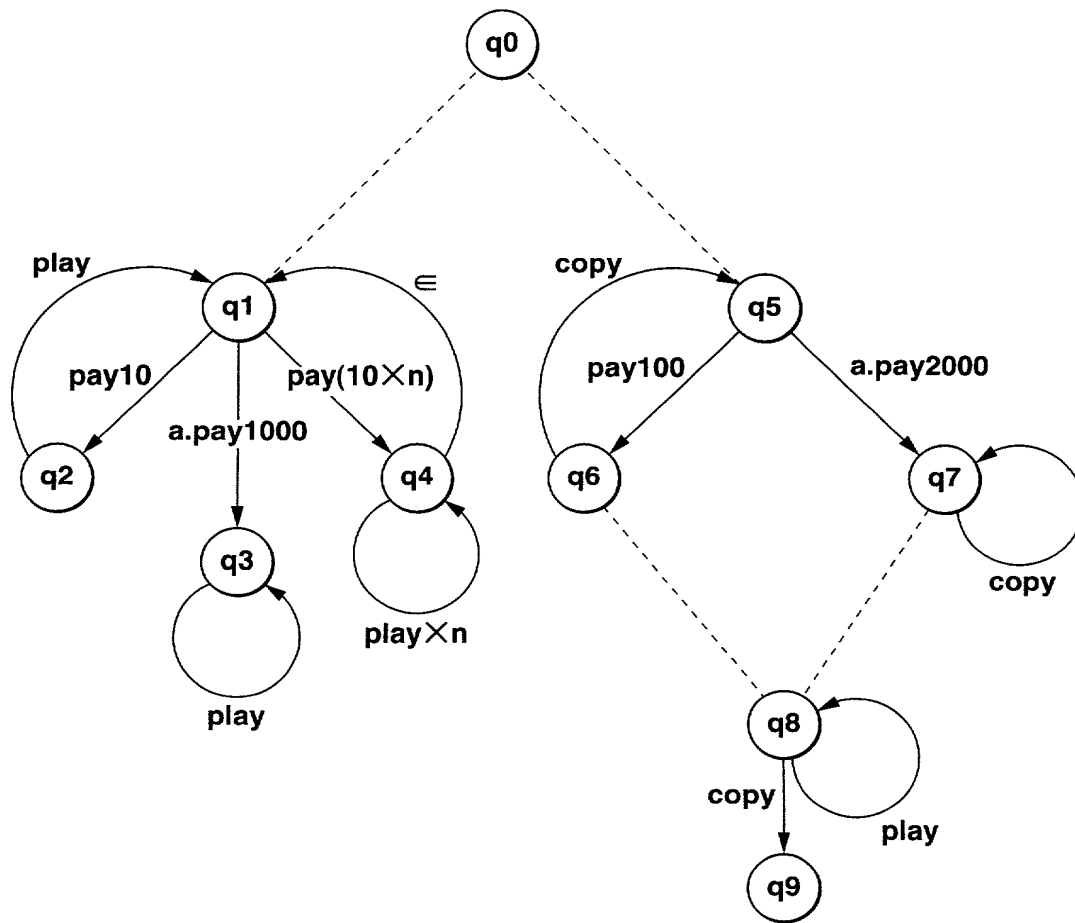 q0
play
∈
copy
q1
q5
pay10
pay(10×n)
pay100
a.pay2000
a.pay1000
q2
q4
q6
q7
q3
copy
play×n
play
q8
copy
play
q9